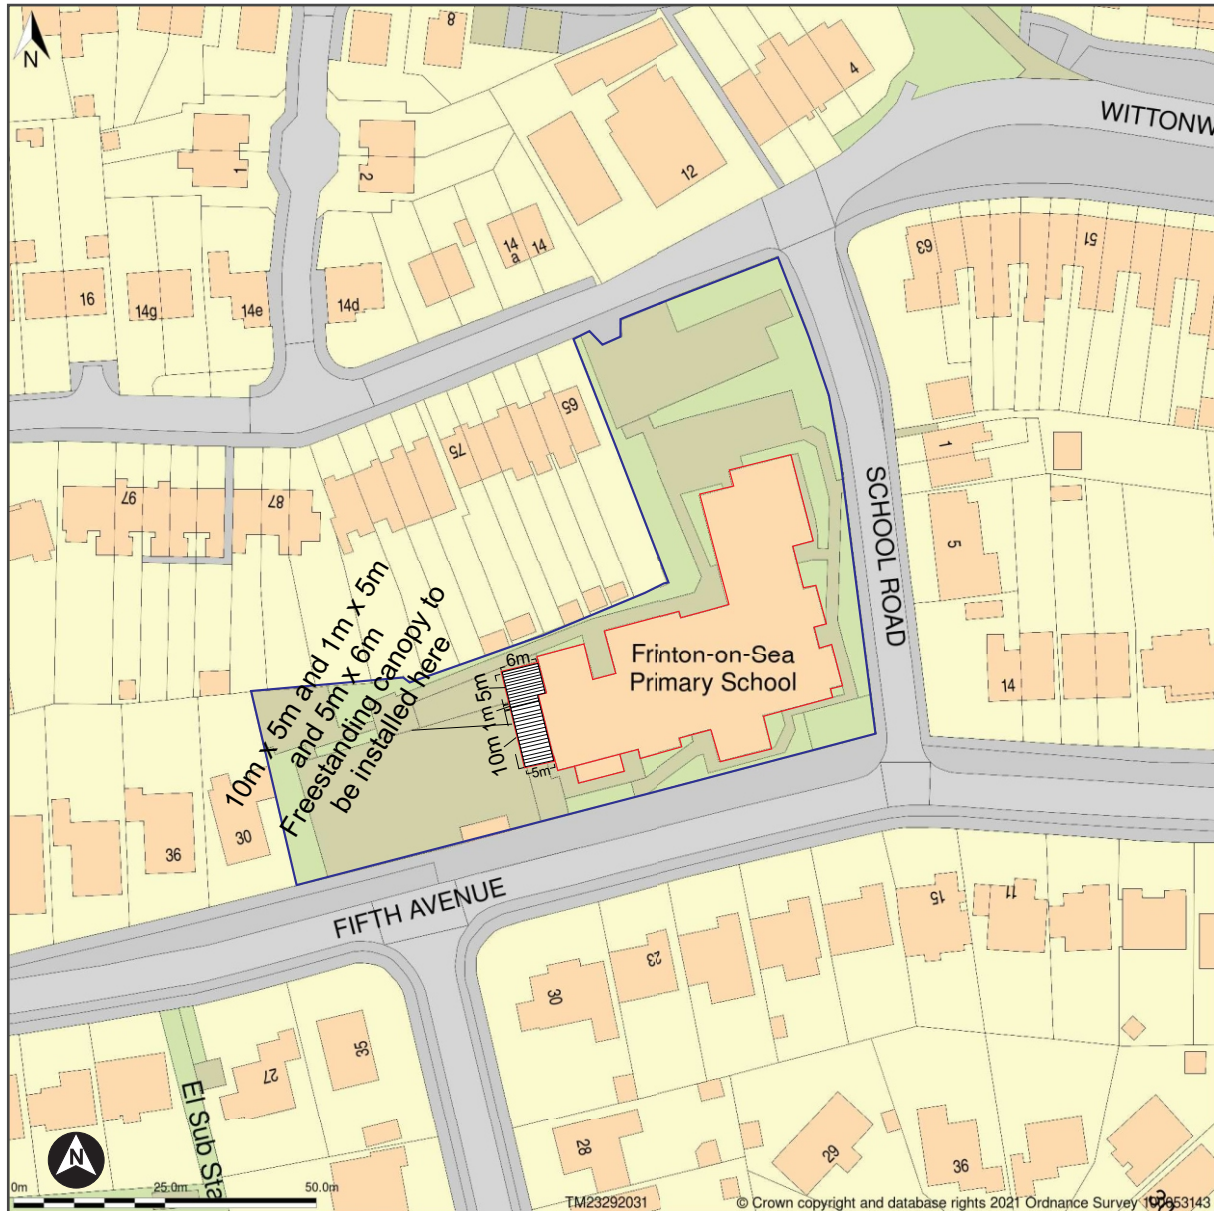 N
8
4
WITTONW
1
2
12
14
a
14
63
51
16
14g
14e
14d
65
75
1
97
87
5
SCHOOL ROAD
10m x 5m and 1m x 5m
and 5m x 6m
Freestanding canopy to
be installed here
6m
5m
1m
10m
5m
Frinton-on-Sea
Primary School
14
30
36
FIFTH AVENUE
15
11
23
30
35
27
El Sub Sta
28
29
36
N
0m
25.0m
50.0m
TM23292031
© Crown copyright and database rights 2021 Ordnance Survey